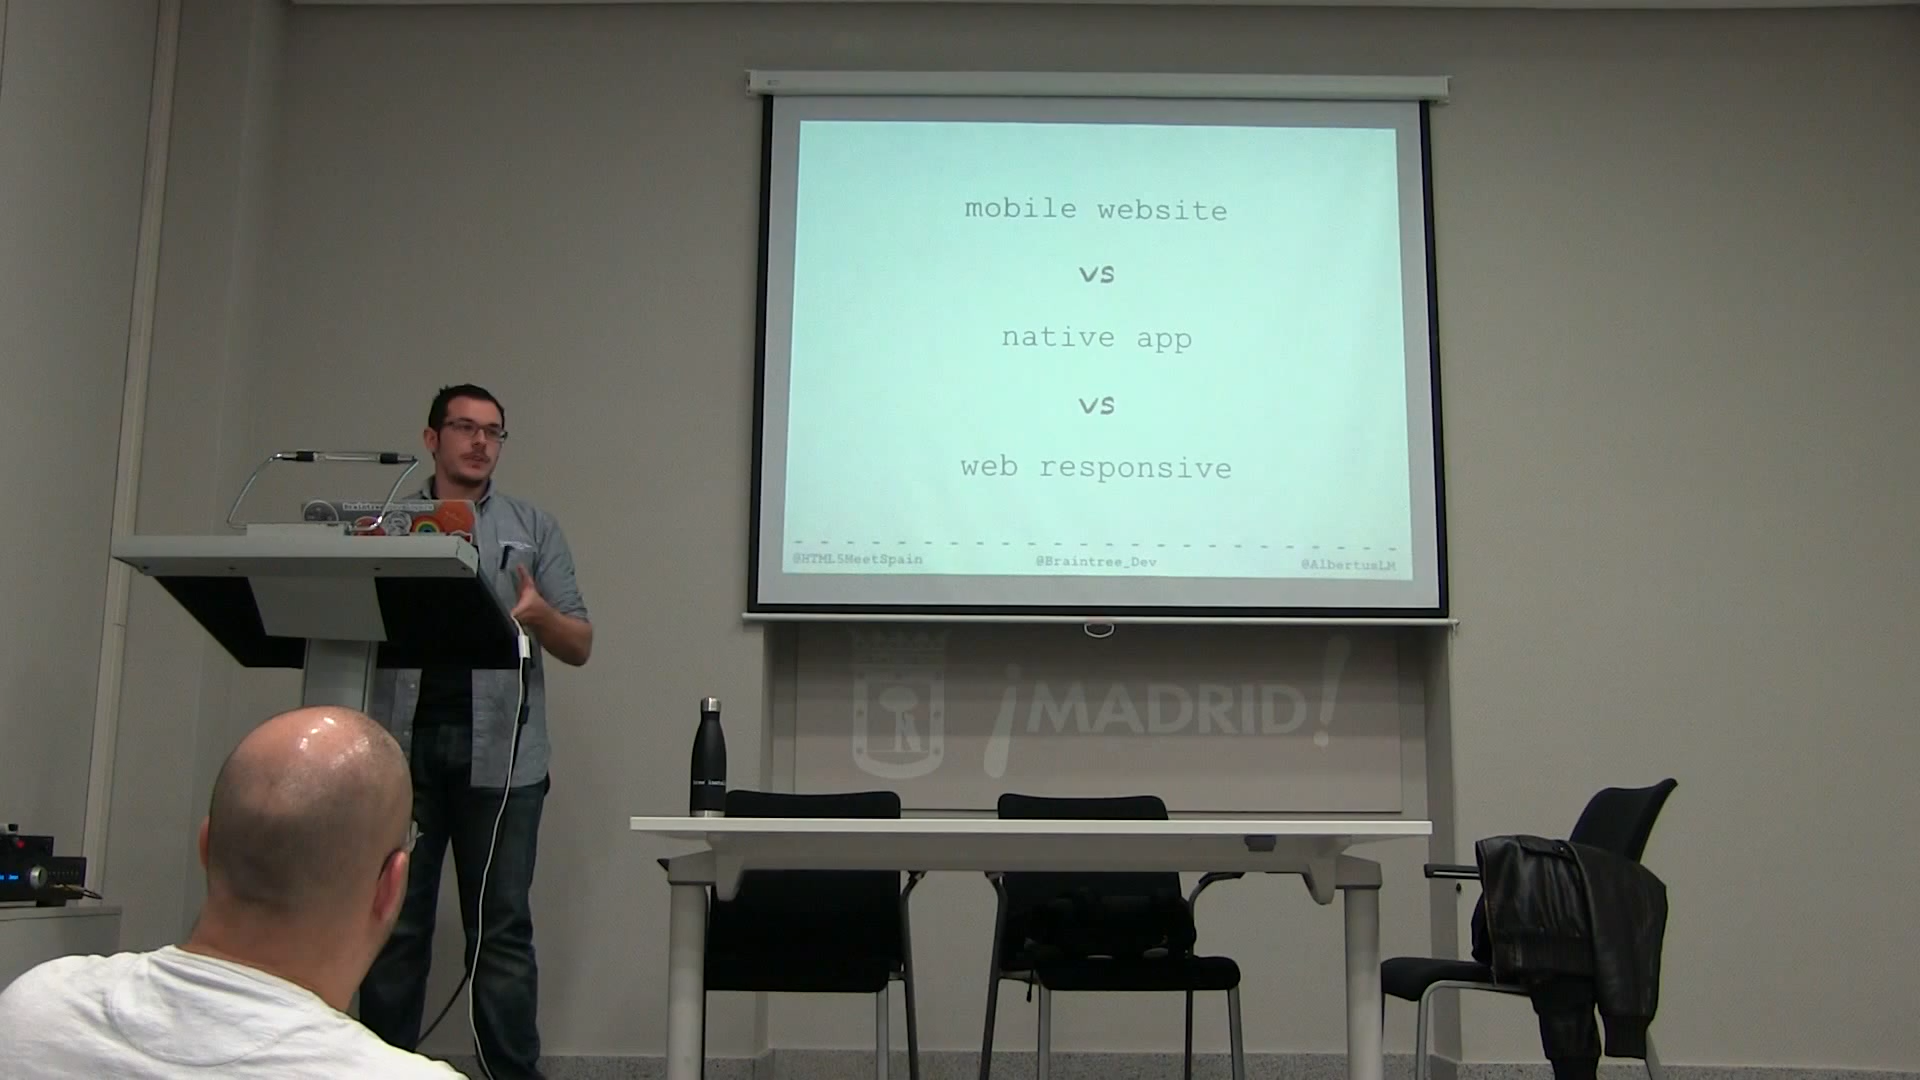 mobile website
vs
native app
vs
web responsive
@HTML5MeetSpain @Braintree_Dev @AlbertusLM
¡MADRID!